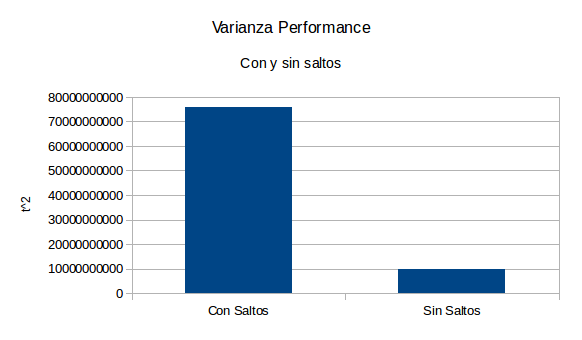 Varianza Performance
Con y sin saltos
80000000000
70000000000
60000000000
50000000000
40000000000
30000000000
20000000000
10000000000
0
t^2
Con Saltos
Sin Saltos